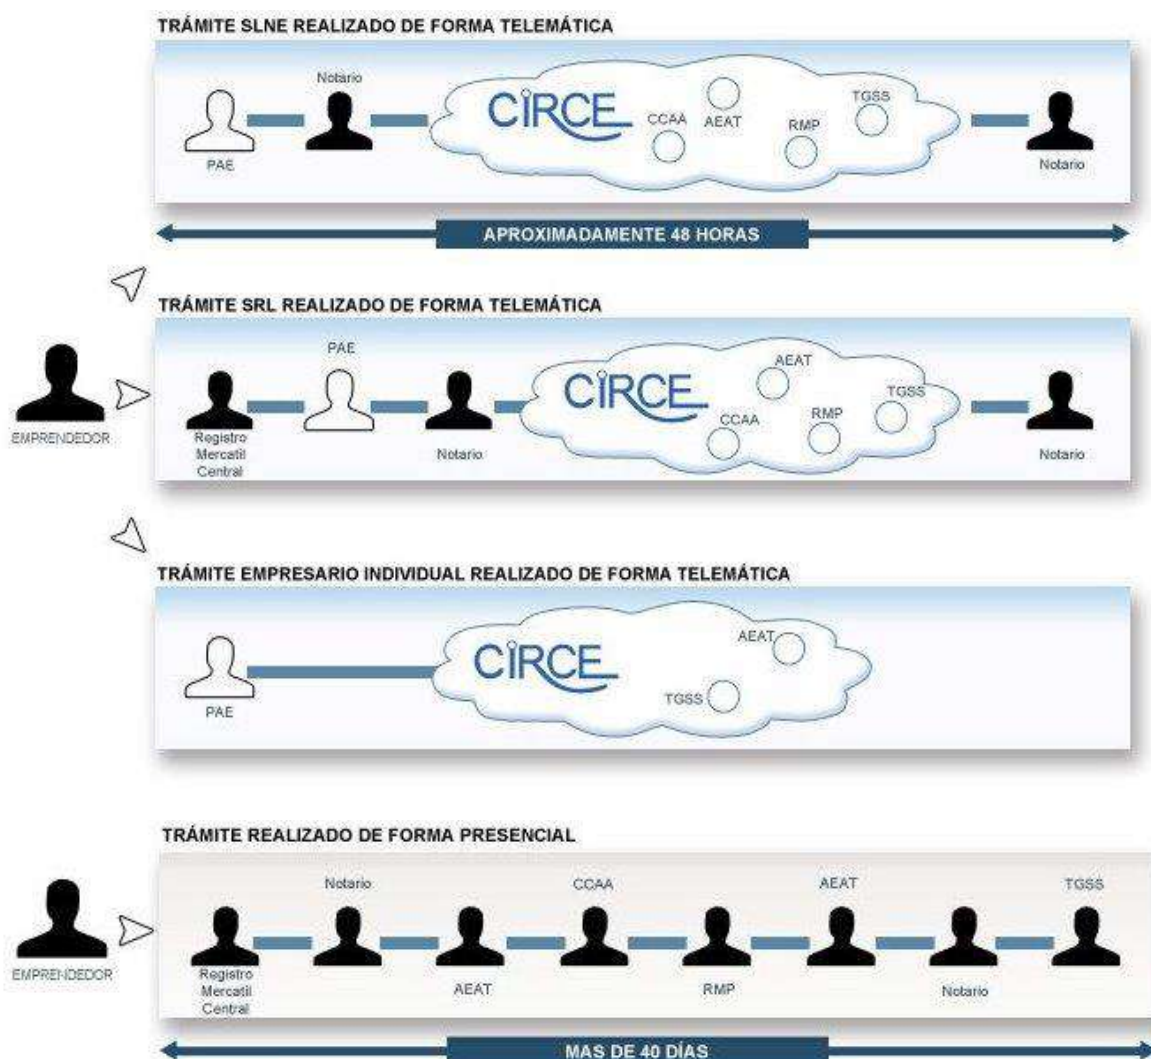 TRÁMITE SLNE REALIZADO DE FORMA TELEMÁTICA
Notario
PAE
CIRCE
CCAA
AEAT
RMP
TGSS
Notario
APROXIMADAMENTE 48 HORAS
TRÁMITE SRL REALIZADO DE FORMA TELEMÁTICA
EMPRENDEDOR
Registro
Mercatil
Central
PAE
Notario
CIRCE
CCAA
AEAT
RMP
TGSS
Notario
TRÁMITE EMPRESARIO INDIVIDUAL REALIZADO DE FORMA TELEMÁTICA
PAE
CIRCE
AEAT
TGSS
TRÁMITE REALIZADO DE FORMA PRESENCIAL
EMPRENDEDOR
Registro
Mercatil
Central
Notario
AEAT
CCAA
RMP
AEAT
Notario
TGSS
MAS DE 40 DÍAS